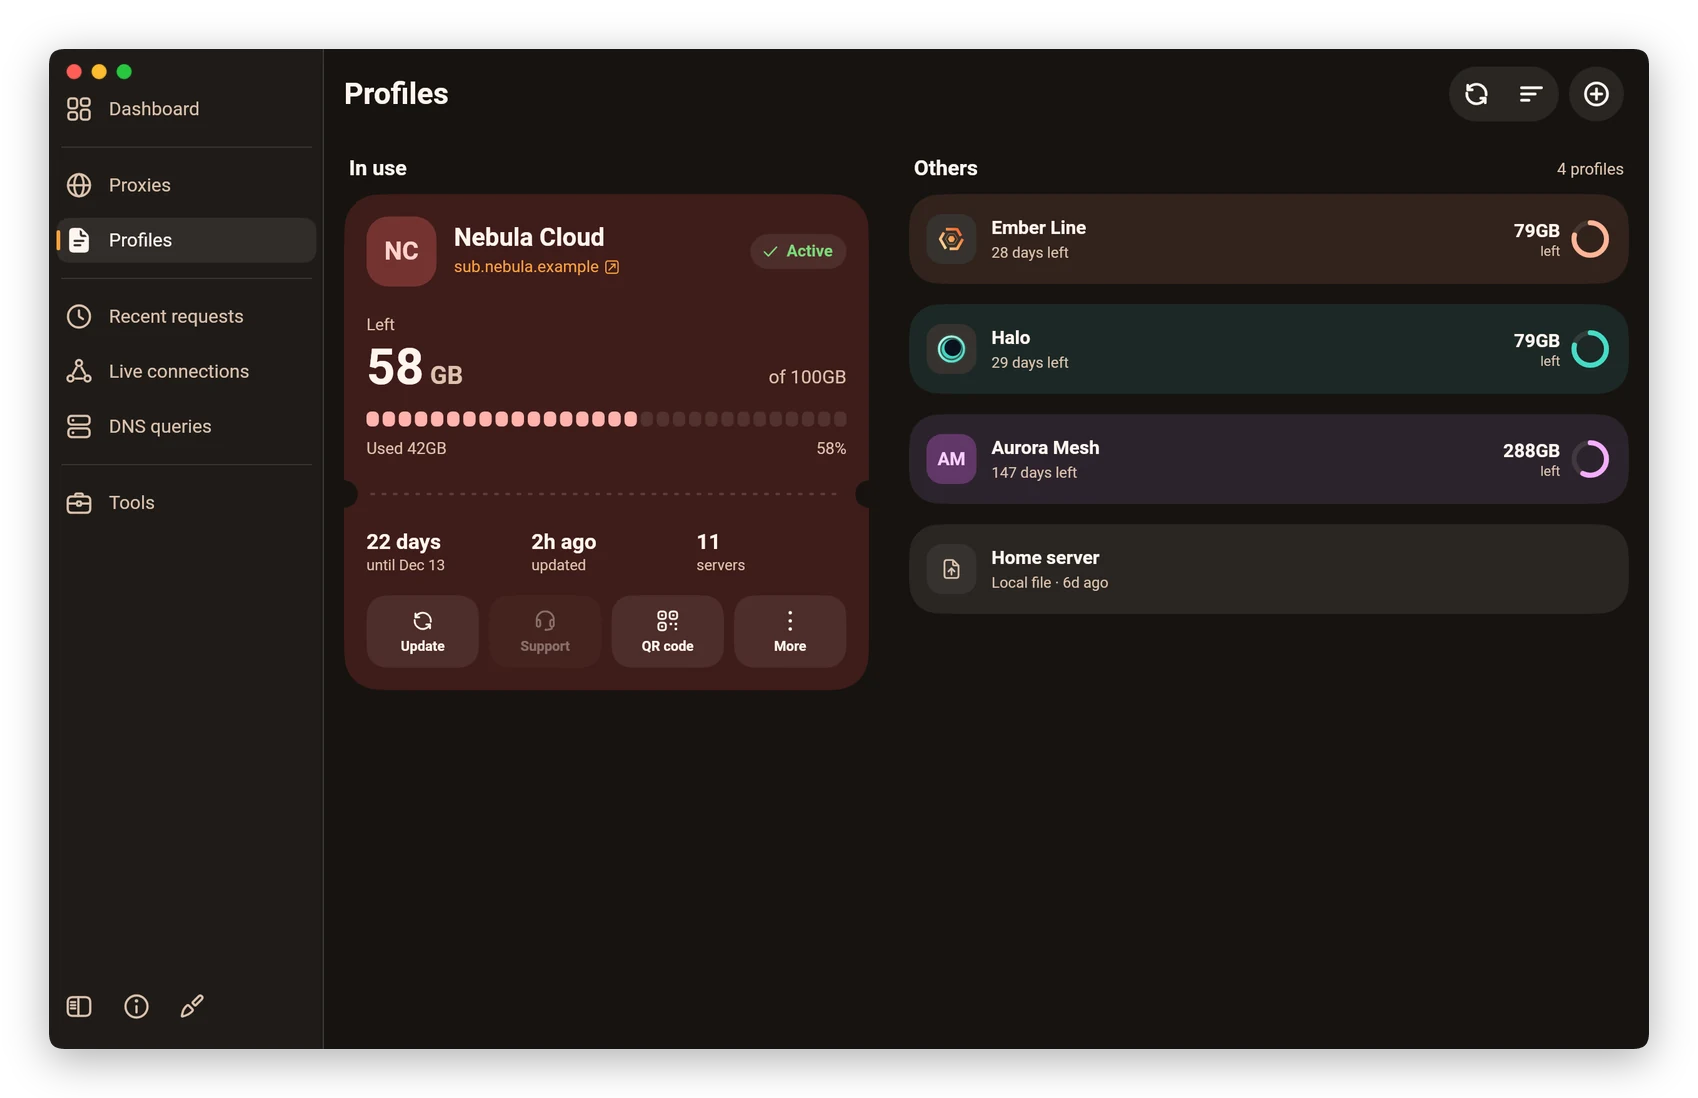 Dashboard
Proxies
Profiles
Recent requests
Live connections
DNS queries
Tools
Profiles
In use
NC
Nebula Cloud
sub.nebula.example
Active
Left
58 GB
of 100GB
Used 42GB
58%
22 days
until Dec 13
2h ago
updated
11
servers
Update
Support
QR code
More
Others
4 profiles
Ember Line
28 days left
79GB
left
Halo
29 days left
79GB
left
AM
Aurora Mesh
147 days left
288GB
left
Home server
Local file · 6d ago